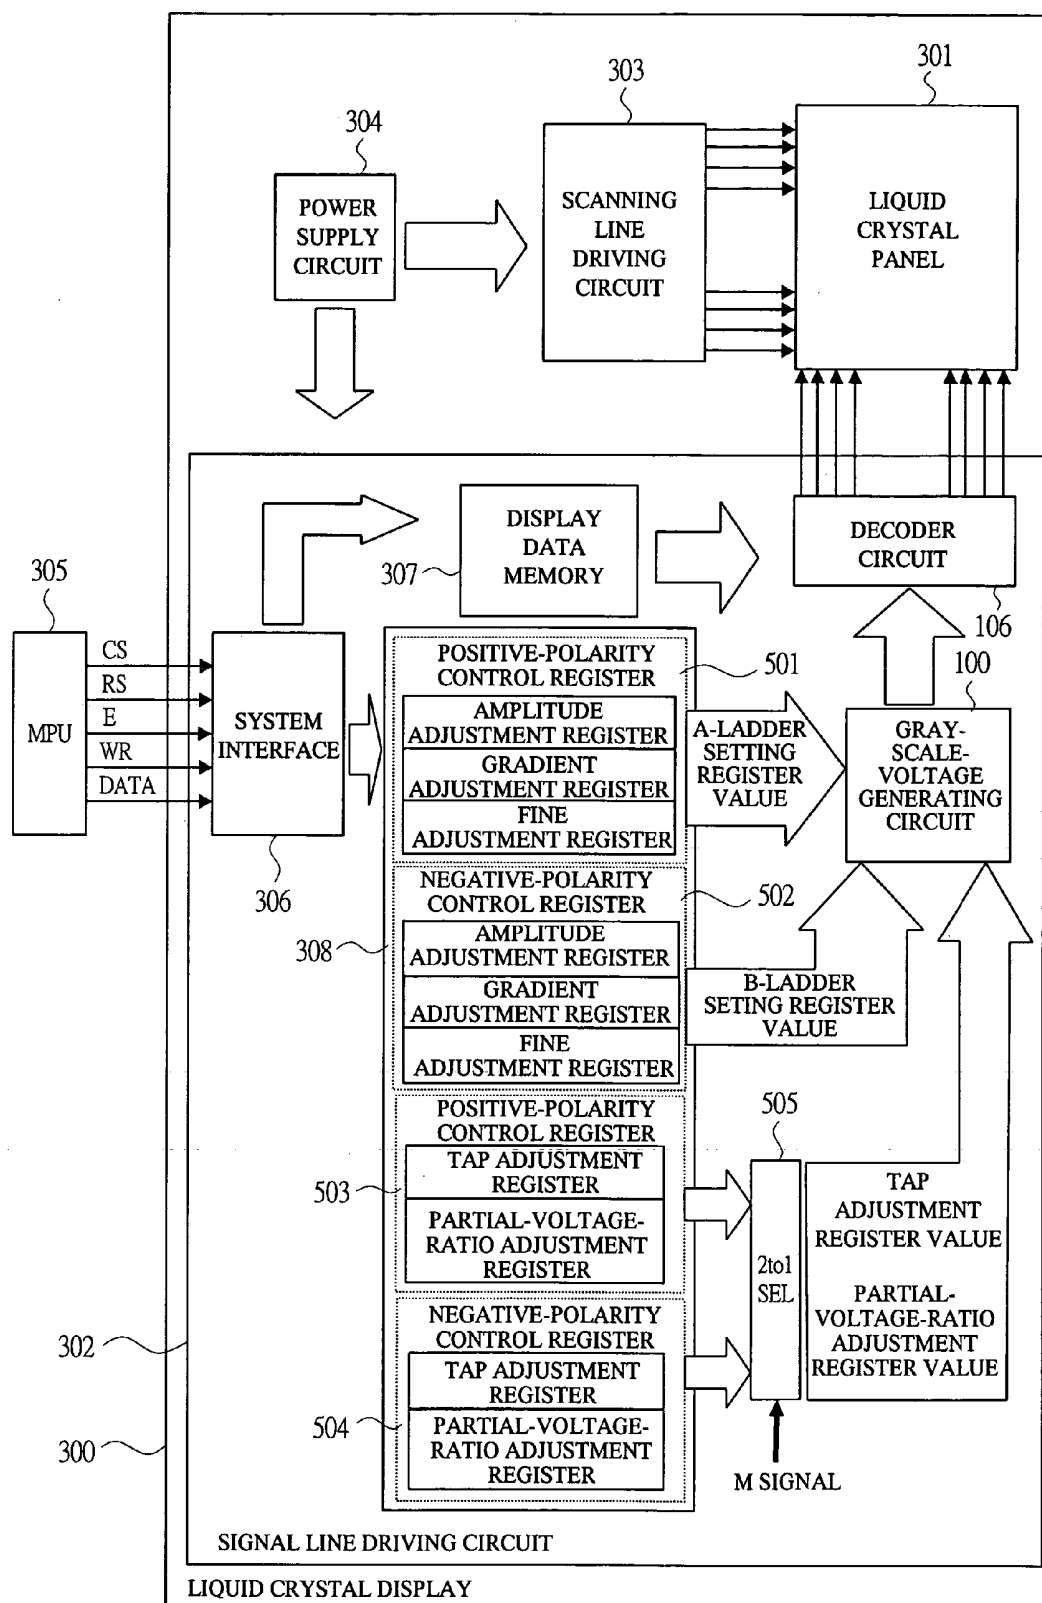 301
303
304
POWER
SUPPLY
CIRCUIT
SCANNING
LINE
DRIVING
CIRCUIT
LIQUID
CRYSTAL
PANEL
DISPLAY
DATA
MEMORY
307
DECODER
CIRCUIT
106
305
MPU
CS
RS
E
WR
DATA
SYSTEM
INTERFACE
306
POSITIVE-POLARITY
CONTROL REGISTER
501
AMPLITUDE
ADJUSTMENT REGISTER
GRADIENT
ADJUSTMENT REGISTER
FINE
ADJUSTMENT REGISTER
A-LADDER
SETTING
REGISTER
VALUE
100
GRAY-
SCALE-
VOLTAGE
GENERATING
CIRCUIT
NEGATIVE-POLARITY
CONTROL REGISTER
502
308
AMPLITUDE
ADJUSTMENT REGISTER
GRADIENT
ADJUSTMENT REGISTER
FINE
ADJUSTMENT REGISTER
B-LADDER
SETING REGISTER
VALUE
POSITIVE-POLARITY
CONTROL REGISTER
503
TAP ADJUSTMENT
REGISTER
PARTIAL-VOLTAGE-
RATIO ADJUSTMENT
REGISTER
505
2to1
SEL
TAP
ADJUSTMENT
REGISTER VALUE
PARTIAL-
VOLTAGE-RATIO
ADJUSTMENT
REGISTER VALUE
NEGATIVE-POLARITY
CONTROL REGISTER
504
TAP ADJUSTMENT
REGISTER
PARTIAL-VOLTAGE-
RATIO ADJUSTMENT
REGISTER
M SIGNAL
302
300
SIGNAL LINE DRIVING CIRCUIT
LIQUID CRYSTAL DISPLAY